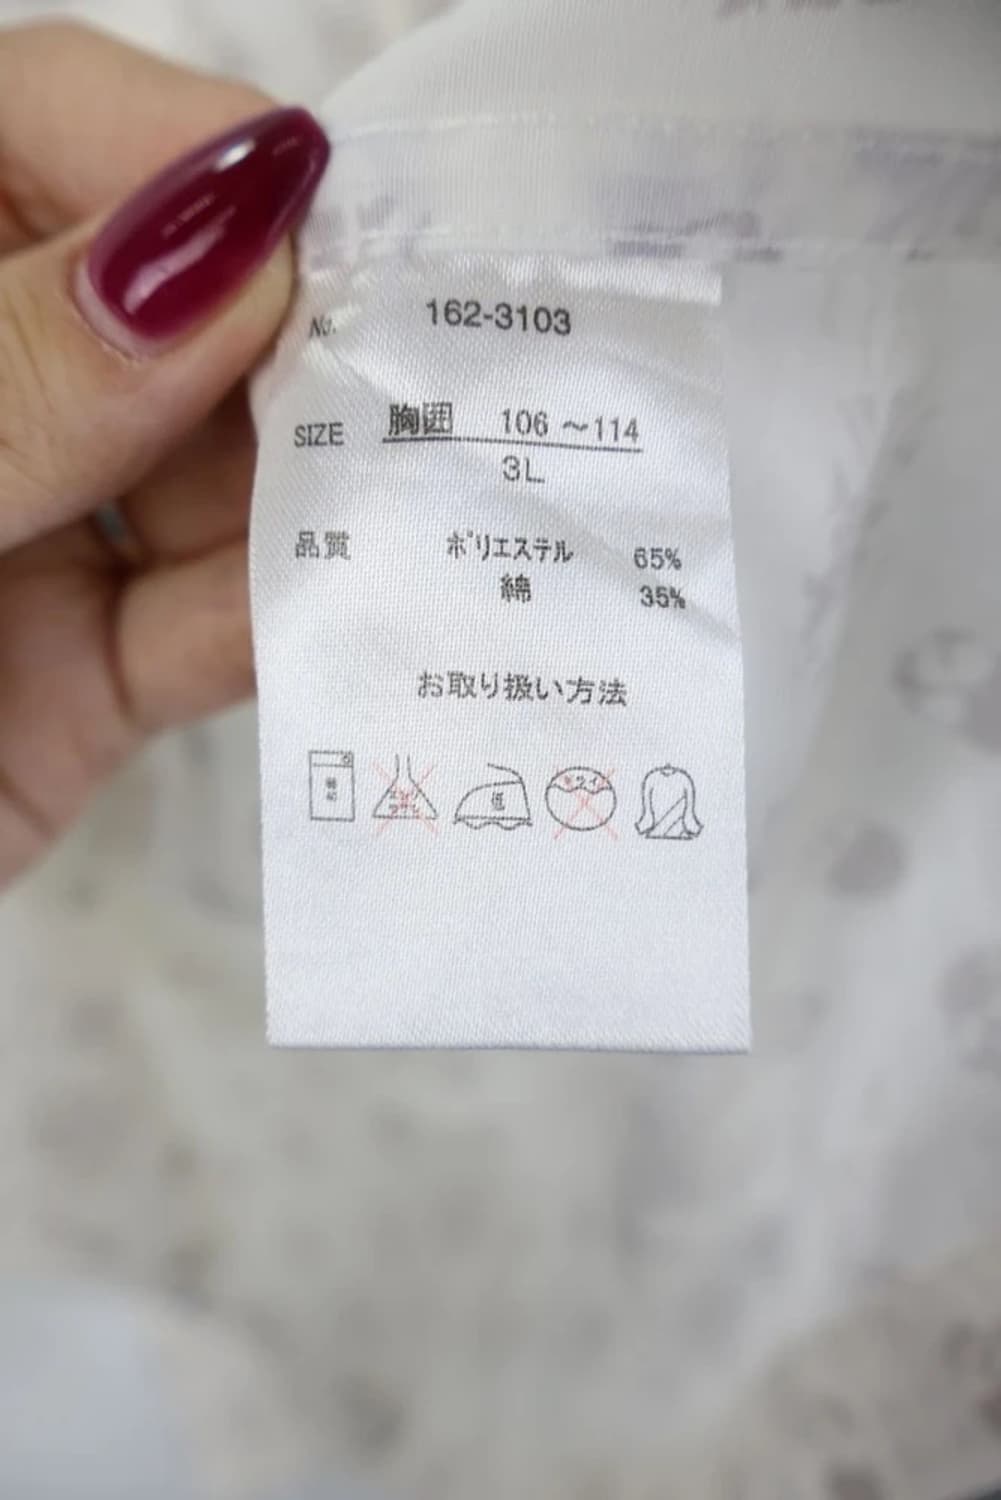 No. 162-3103
SIZE 胸囲 106 ~114
3L
品質 ポリエステル 65%
綿 35%
お取り扱い方法
低